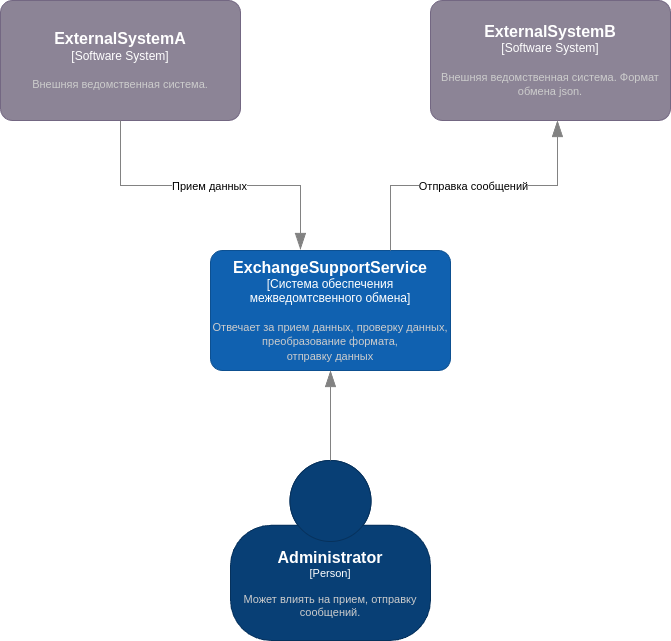 ExternalSystemA
[Software System]
Внешняя ведомственная система.
ExternalSystemB
[Software System]
Внешняя ведомственная система. Формат
обмена json.
Прием данных
Отправка сообщений
ExchangeSupportService
[Система обеспечения
межведомтсвенного обмена]
Отвечает за прием данных, проверку данных,
преобразование формата,
отправку данных
Administrator
[Person]
Может влиять на прием, отправку
сообщений.